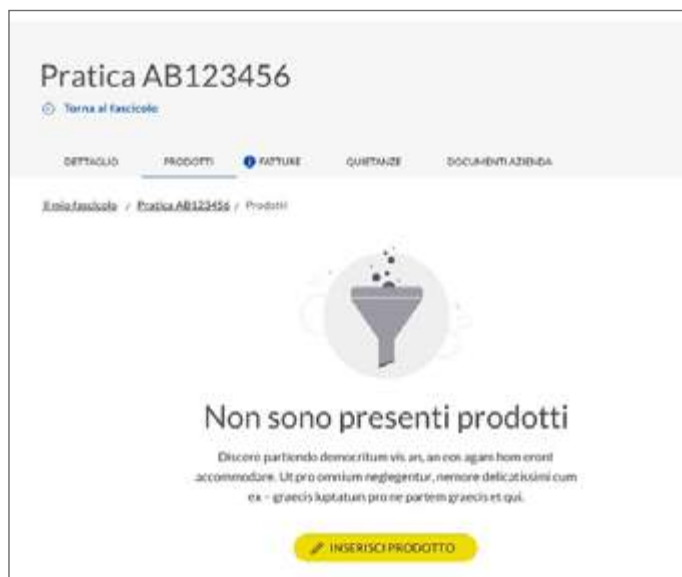 Pratica AB123456
Torna al fascicolo
DETTAGLIO PRODOTTI i FATTURE QUIETANZE DOCUMENTI AZIENDA
Il mio fascicolo / Pratica AB123456 / Prodotti
Non sono presenti prodotti
Discere partiendo democritum vis an, an eos agam hom eront
accommodare. Ut pro omnium neglegentur, nemore delicatissimi cum
ex - graecis luptatum pro ne partem graecis et qui.
INSERISCI PRODOTTO